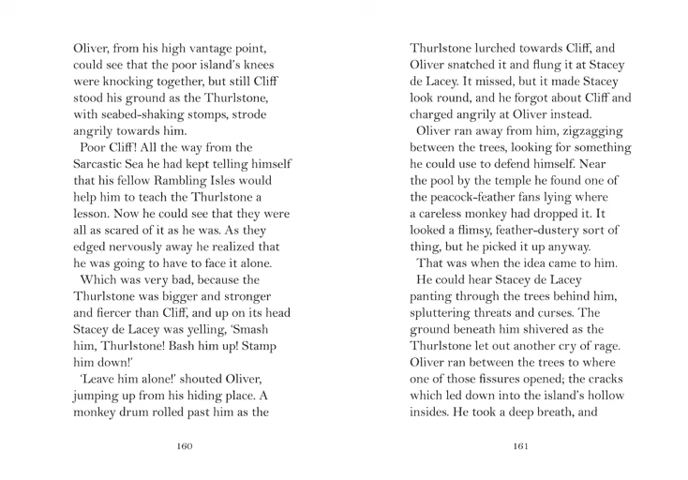 Oliver, from his high vantage point,
could see that the poor island's knees
were knocking together, but still Cliff
stood his ground as the Thurlstone,
with seabed-shaking stomps, strode
angrily towards him.
Poor Cliff! All the way from the
Sarcastic Sea he had kept telling himself
that his fellow Rambling Isles would
help him to teach the Thurlstone a
lesson. Now he could see that they were
all as scared of it as he was. As they
edged nervously away he realized that
he was going to have to face it alone.
Which was very bad, because the
Thurlstone was bigger and stronger
and fiercer than Cliff, and up on its head
Stacey de Lacey was yelling, ‘Smash
him, Thurlstone! Bash him up! Stamp
him down!’
‘Leave him alone!’ shouted Oliver,
jumping up from his hiding place. A
monkey drum rolled past him as the
160
Thurlstone lurched towards Cliff, and
Oliver snatched it and flung it at Stacey
de Lacey. It missed, but it made Stacey
look round, and he forgot about Cliff and
charged angrily at Oliver instead.
Oliver ran away from him, zigzagging
between the trees, looking for something
he could use to defend himself. Near
the pool by the temple he found one of
the peacock-feather fans lying where
a careless monkey had dropped it. It
looked a flimsy, feather-dustery sort of
thing, but he picked it up anyway.
That was when the idea came to him.
He could hear Stacey de Lacey
panting through the trees behind him,
spluttering threats and curses. The
ground beneath him shivered as the
Thurlstone let out another cry of rage.
Oliver ran between the trees to where
one of those fissures opened; the cracks
which led down into the island's hollow
insides. He took a deep breath, and
161